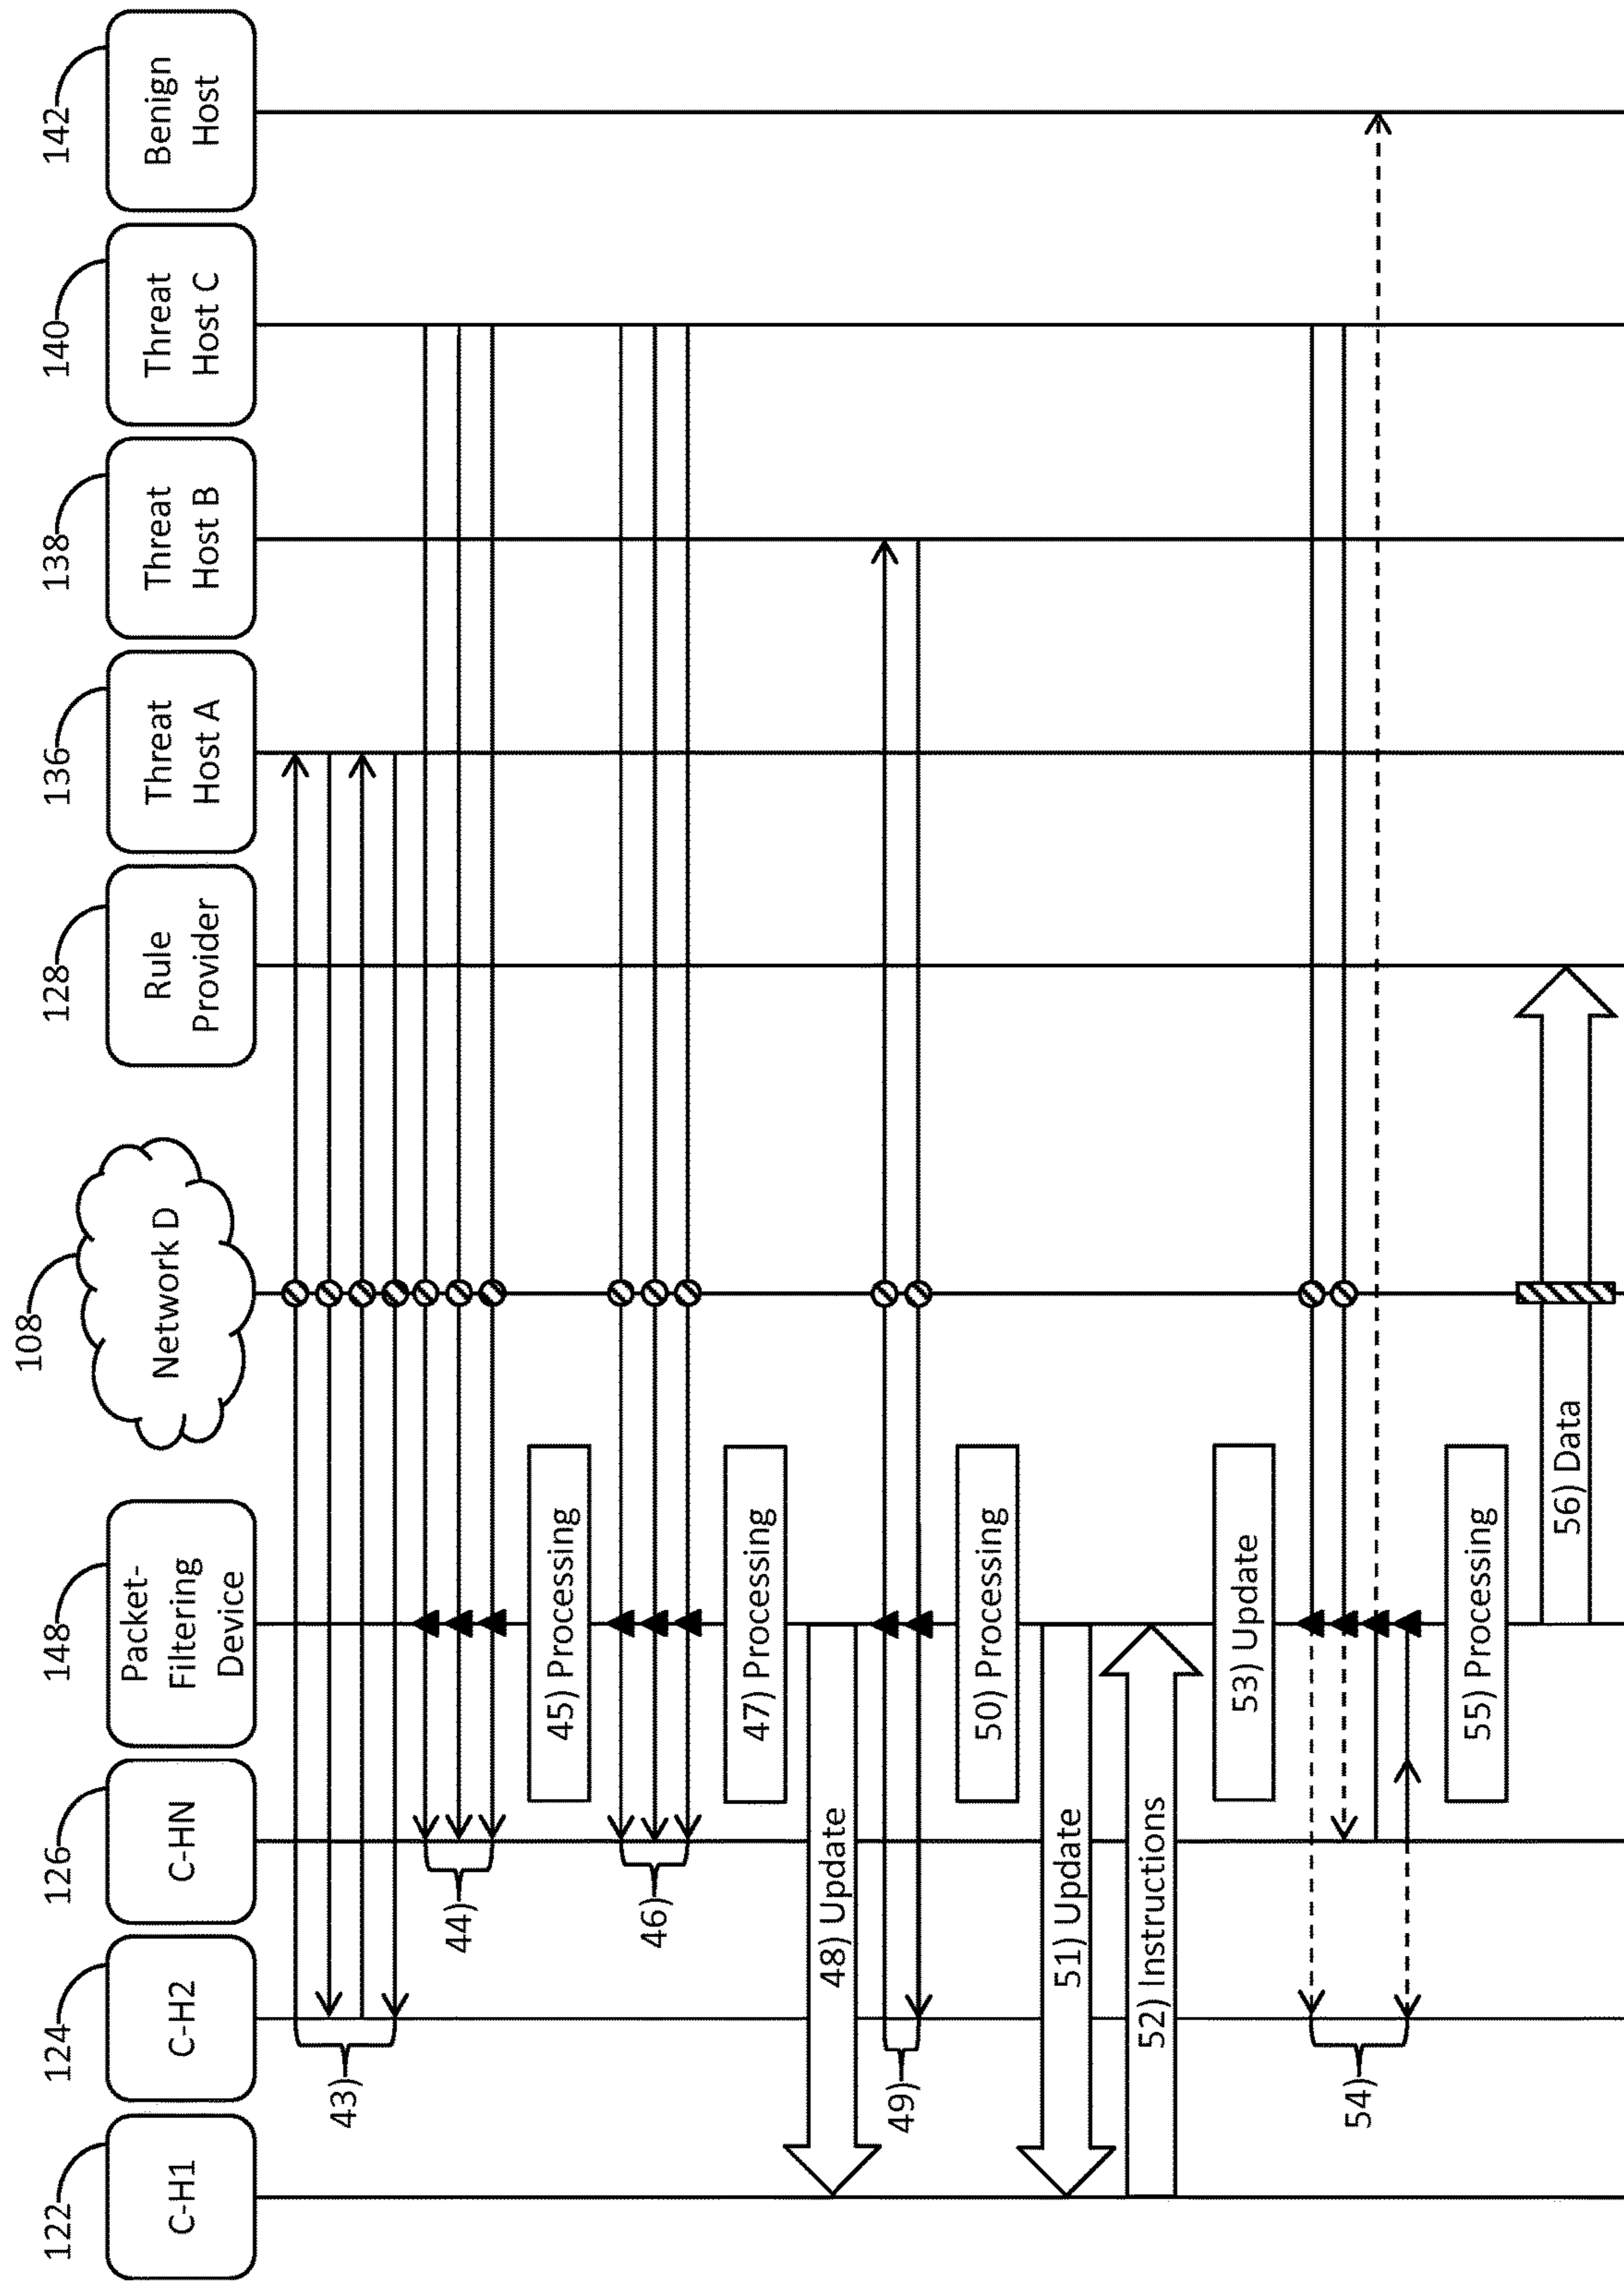 122
C-H1
124
C-H2
126
C-HN
148
Packet-
Filtering
Device
108
Network D
128
Rule
Provider
136
Threat
Host A
138
Threat
Host B
140
Threat
Host C
142
Benign
Host
43)
44)
45) Processing
46)
47) Processing
48) Update
49)
50) Processing
51) Update
52) Instructions
53) Update
54)
55) Processing
56) Data